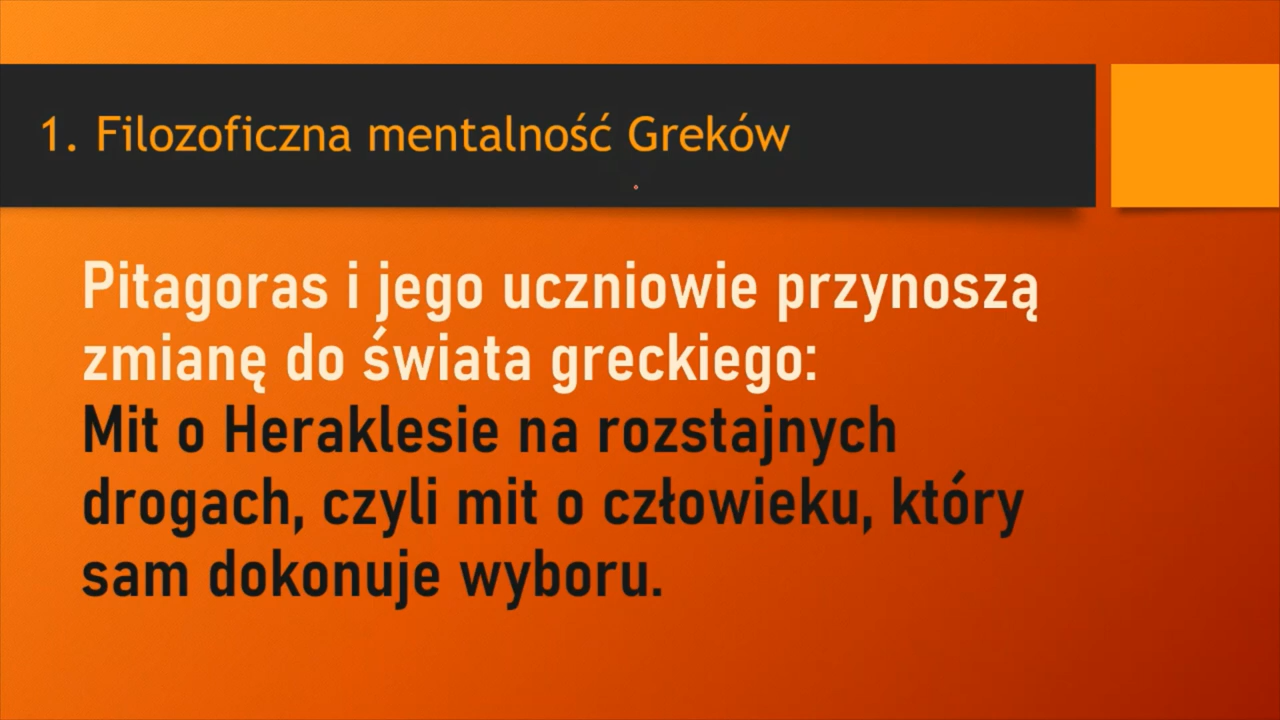 1. Filozoficzna mentalność Greków
Pitagoras i jego uczniowie przynoszą
zmianę do świata greckiego:
Mit o Heraklesie na rozstajnych
drogach, czyli mit o człowieku, który
sam dokonuje wyboru.